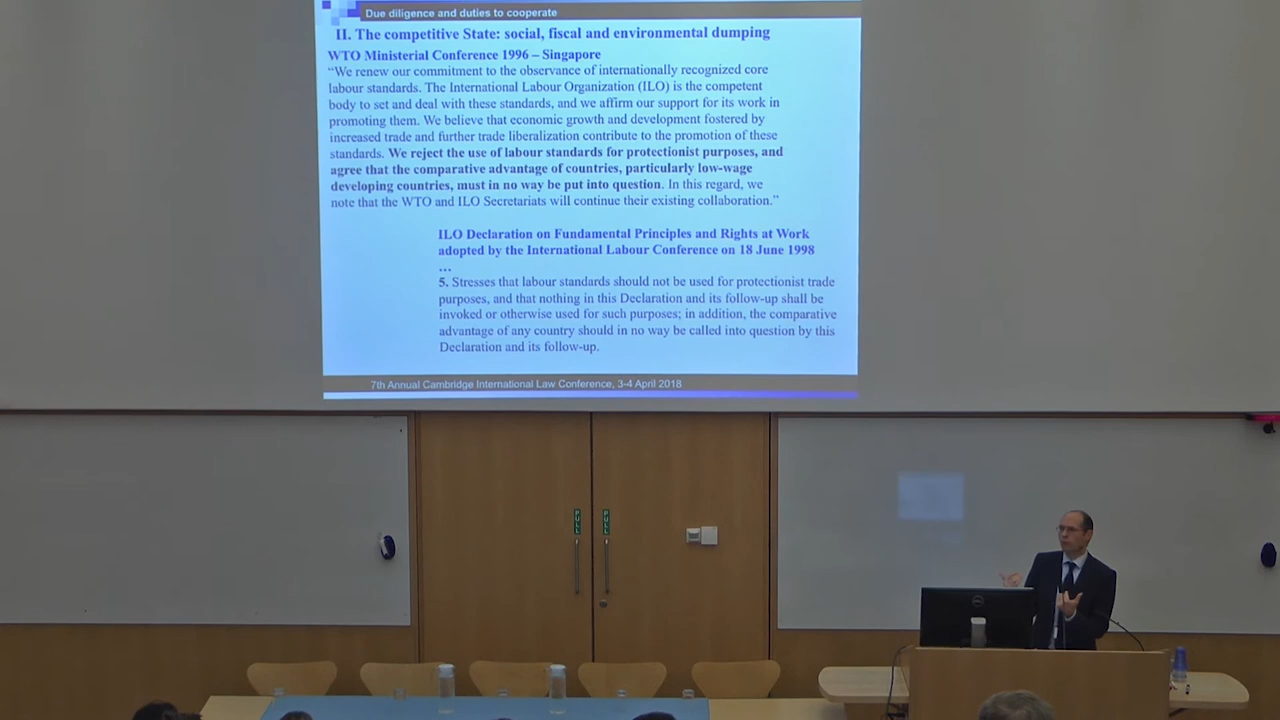 Due diligence and duties to cooperate
II. The competitive State: social, fiscal and environmental dumping
WTO Ministerial Conference 1996 – Singapore
“We renew our commitment to the observance of internationally recognized core
labour standards. The International Labour Organization (ILO) is the competent
body to set and deal with these standards, and we affirm our support for its work in
promoting them. We believe that economic growth and development fostered by
increased trade and further trade liberalization contribute to the promotion of these
standards. We reject the use of labour standards for protectionist purposes, and
agree that the comparative advantage of countries, particularly low-wage
developing countries, must in no way be put into question. In this regard, we
note that the WTO and ILO Secretariats will continue their existing collaboration.”
ILO Declaration on Fundamental Principles and Rights at Work
adopted by the International Labour Conference on 18 June 1998
…
5. Stresses that labour standards should not be used for protectionist trade
purposes, and that nothing in this Declaration and its follow-up shall be
invoked or otherwise used for such purposes; in addition, the comparative
advantage of any country should in no way be called into question by this
Declaration and its follow-up.
7th Annual Cambridge International Law Conference, 3-4 April 2018
PULL
PULL
DELL